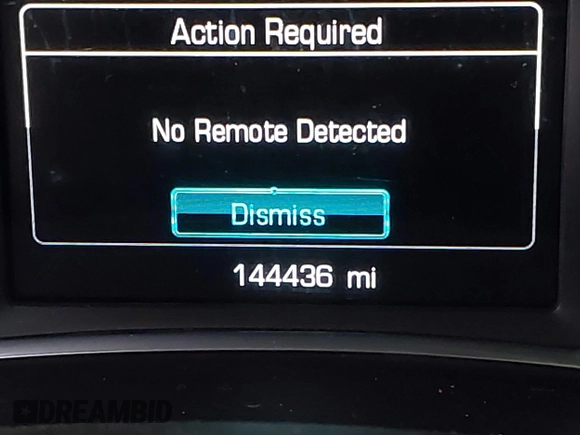 Action Required
No Remote Detected
Dismiss
144436 mi
DREAMBID